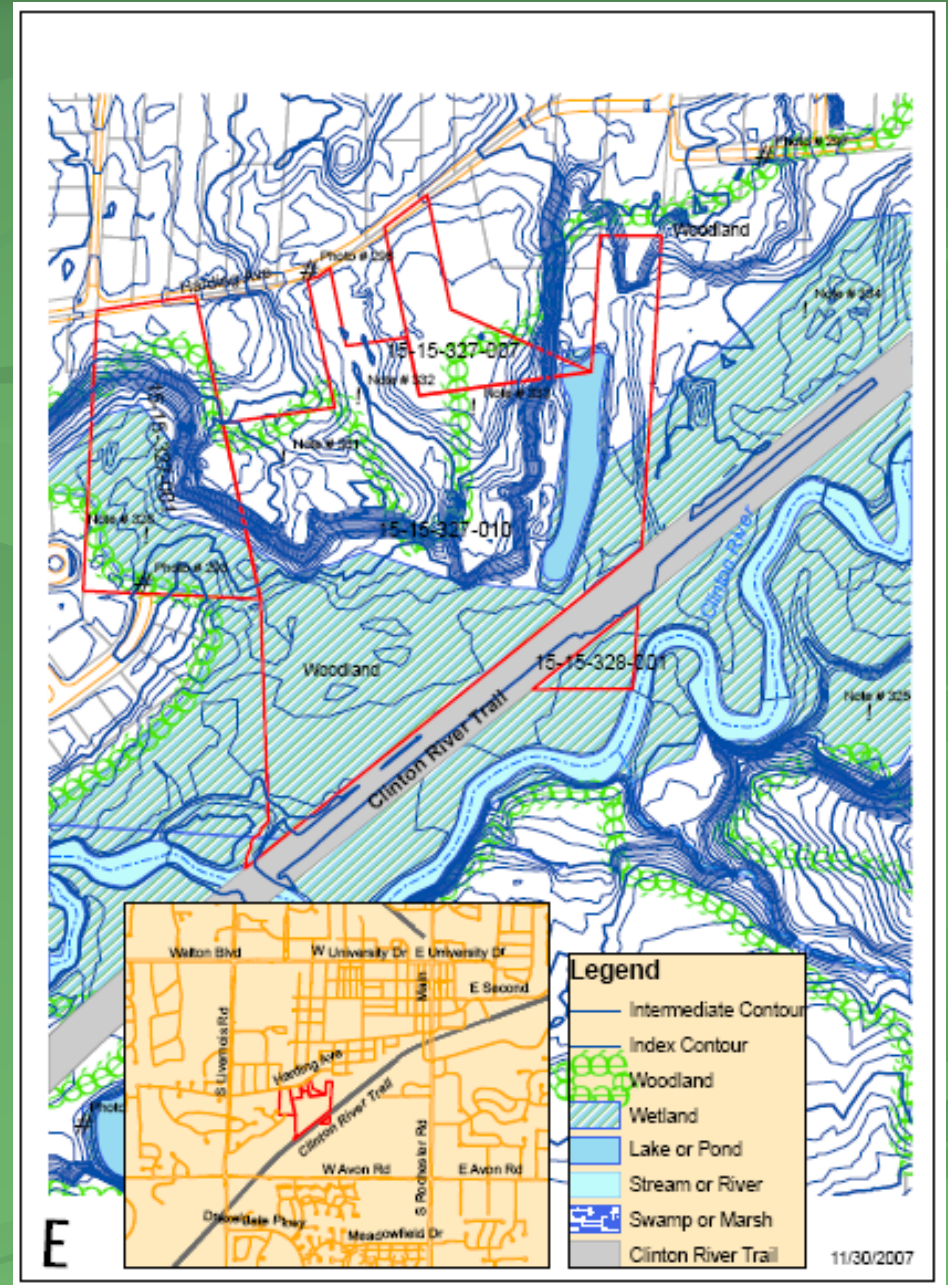 Photo # 297
Woodland
Photo # 296
Harding Ave
Note # 334
15-15-327-007
Note # 332
Note # 331
15-15-327-010
Photo # 293
Clinton River
Woodland
15-15-328-001
Note # 325
Clinton River Trail
Photo
#
Walton Blvd
W University Dr
E University Dr
Main
E Second
S Livernois Rd
Harding Ave
Clinton River Trail
S Rochester Rd
W Avon Rd
E Avon Rd
Meadowfield Dr
Legend
Intermediate Contour
Index Contour
Woodland
Wetland
Lake or Pond
Stream or River
Swamp or Marsh
Clinton River Trail
E
11/30/2007